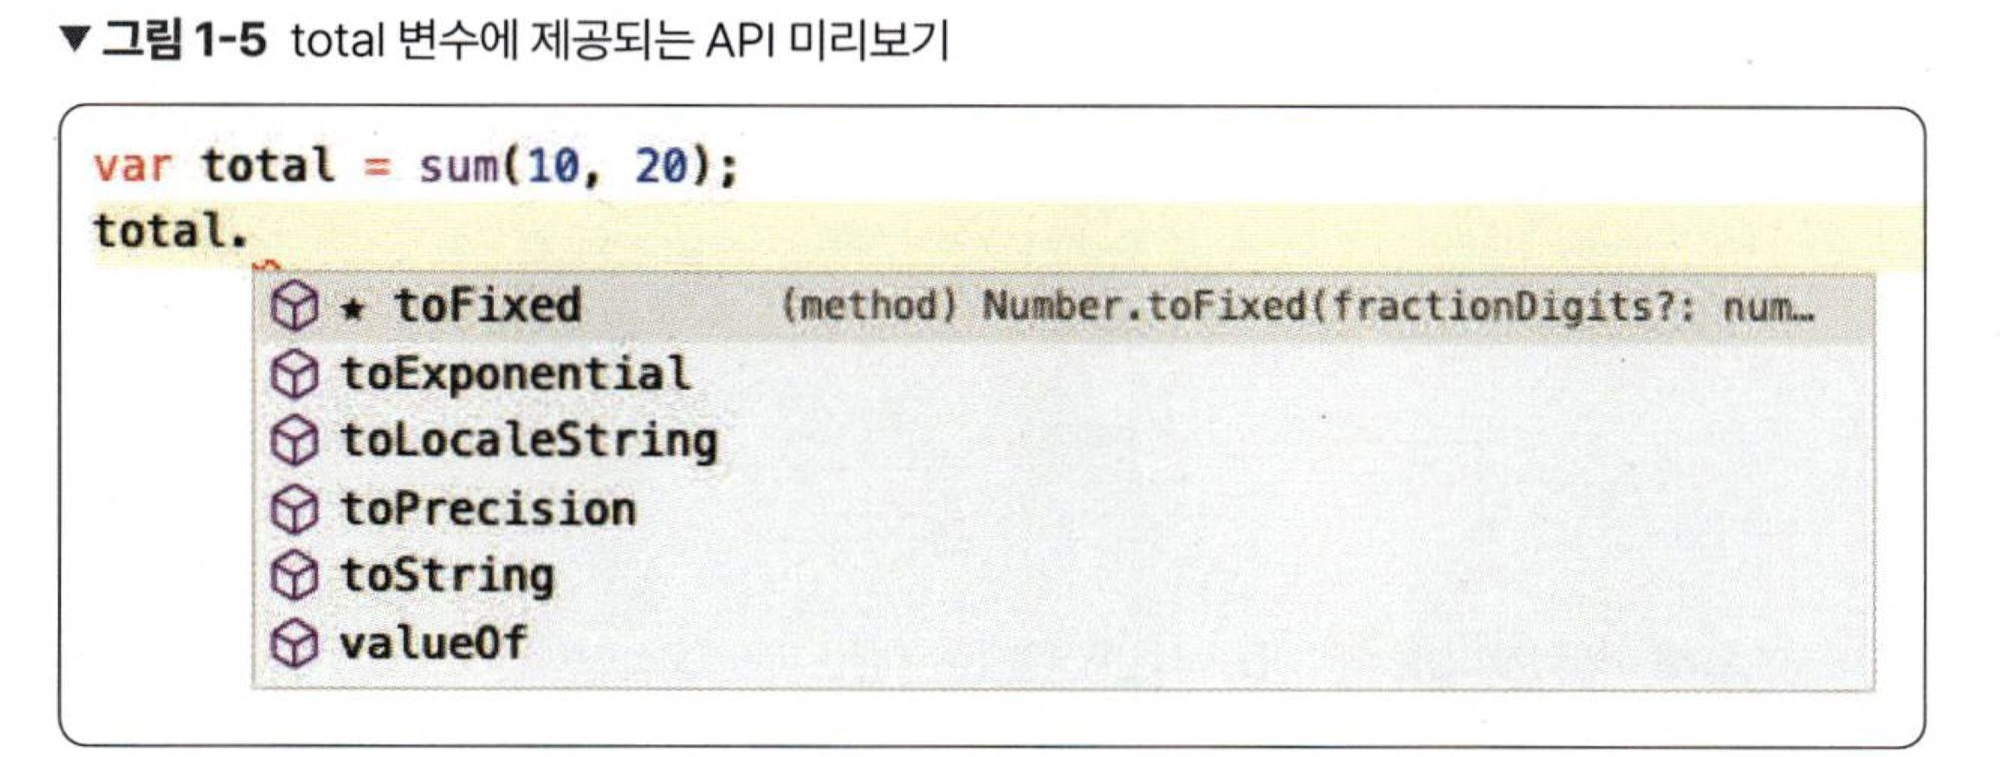 ▼ 그림 1-5 total 변수에 제공되는 API 미리보기
var total = sum(10, 20);
total.
★ toFixed (method) Number.toFixed(fractionDigits?: num…
toExponential
toLocaleString
toPrecision
toString
valueOf